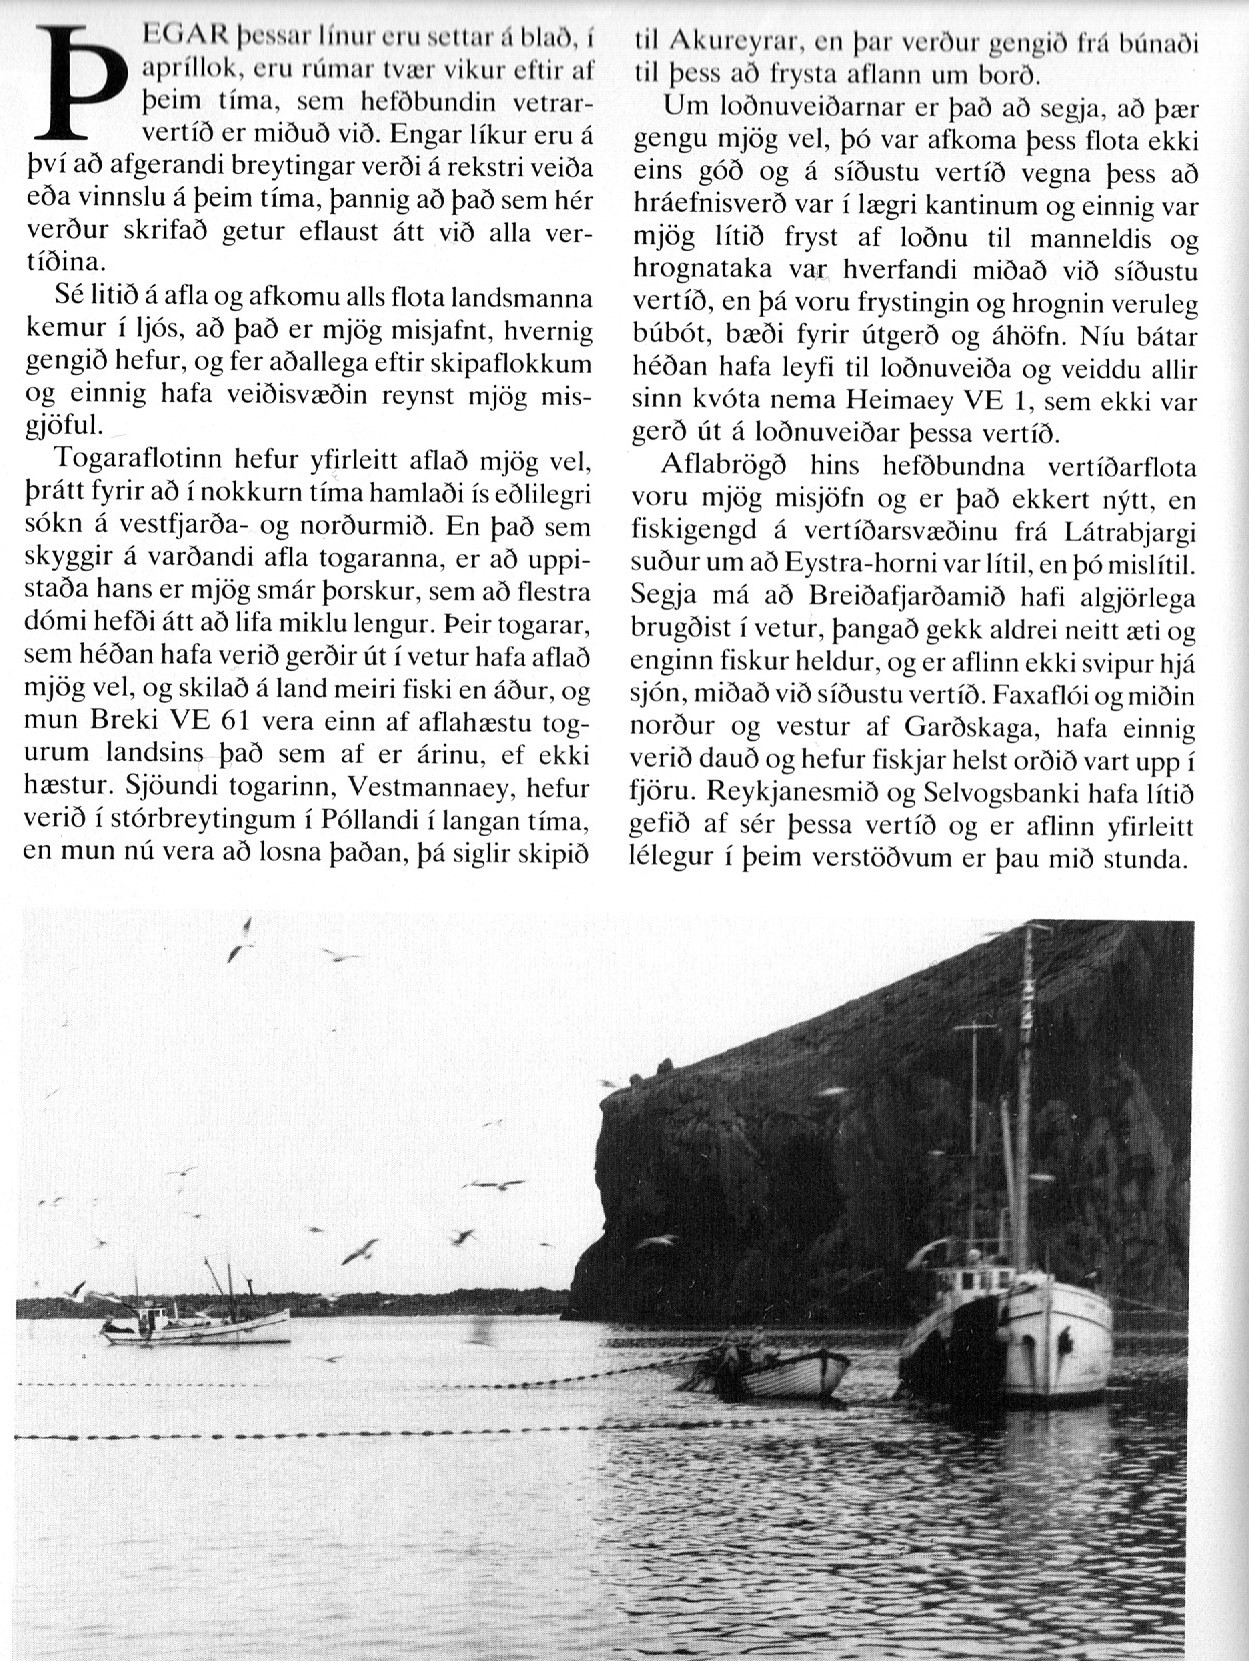 ÞEGAR þessar línur eru settar á blað, í
apríllok, eru rúmar tvær vikur eftir af
þeim tíma, sem hefðbundin vetrar-
vertíð er miðuð við. Engar líkur eru á
því að afgerandi breytingar verði á rekstri veiða
eða vinnslu á þeim tíma, þannig að það sem hér
verður skrifað getur eflaust átt við alla ver-
tíðina.
Sé litið á afla og afkomu alls flota landsmanna
kemur í ljós, að það er mjög misjafnt, hvernig
gengið hefur, og fer aðallega eftir skipaflokkum
og einnig hafa veiðisvæðin reynst mjög mis-
gjöful.
Togaraflotinn hefur yfirleitt aflað mjög vel,
þrátt fyrir að í nokkurn tíma hamlaði ís eðlilegri
sókn á vestfjarða- og norðurmið. En það sem
skyggir á varðandi afla togaranna, er að uppi-
staða hans er mjög smár þorskur, sem að flestra
dómi hefði átt að lifa miklu lengur. Þeir togarar,
sem héðan hafa verið gerðir út í vetur hafa aflað
mjög vel, og skilað á land meiri fiski en áður, og
mun Breki VE 61 vera einn af aflahæstu tog-
urum landsins það sem af er árinu, ef ekki
hæstur. Sjöundi togarinn, Vestmannaey, hefur
verið í stórbreytingum í Póllandi í langan tíma,
en mun nú vera að losna þaðan, þá siglir skipið
til Akureyrar, en þar verður gengið frá búnaði
til þess að frysta aflann um borð.
Um loðnuveiðarnar er það að segja, að þær
gengu mjög vel, þó var afkoma þess flota ekki
eins góð og á síðustu vertíð vegna þess að
hráefnisverð var í lægri kantinum og einnig var
mjög lítið fryst af loðnu til manneldis og
hrognataka var hverfandi miðað við síðustu
vertíð, en þá voru frystingin og hrognin veruleg
búbót, bæði fyrir útgerð og áhöfn. Níu bátar
héðan hafa leyfi til loðnuveiða og veiddu allir
sinn kvóta nema Heimaey VE 1, sem ekki var
gerð út á loðnuveiðar þessa vertíð.
Aflabrögð hins hefðbundna vertíðarflota
voru mjög misjöfn og er það ekkert nýtt, en
fiskigengd á vertíðarsvæðinu frá Látrabjargi
suður um að Eystra-horni var lítil, en þó mislítil.
Segja má að Breiðafjarðamið hafi algjörlega
brugðist í vetur, þangað gekk aldrei neitt æti og
enginn fiskur heldur, og er aflinn ekki svipur hjá
sjón, miðað við síðustu vertíð. Faxaflói og miðin
norður og vestur af Garðskaga, hafa einnig
verið dauð og hefur fiskjar helst orðið vart upp í
fjöru. Reykjanesmið og Selvogsbanki hafa lítið
gefið af sér þessa vertíð og er aflinn yfirleitt
lélegur í þeim verstöðvum er þau mið stunda.